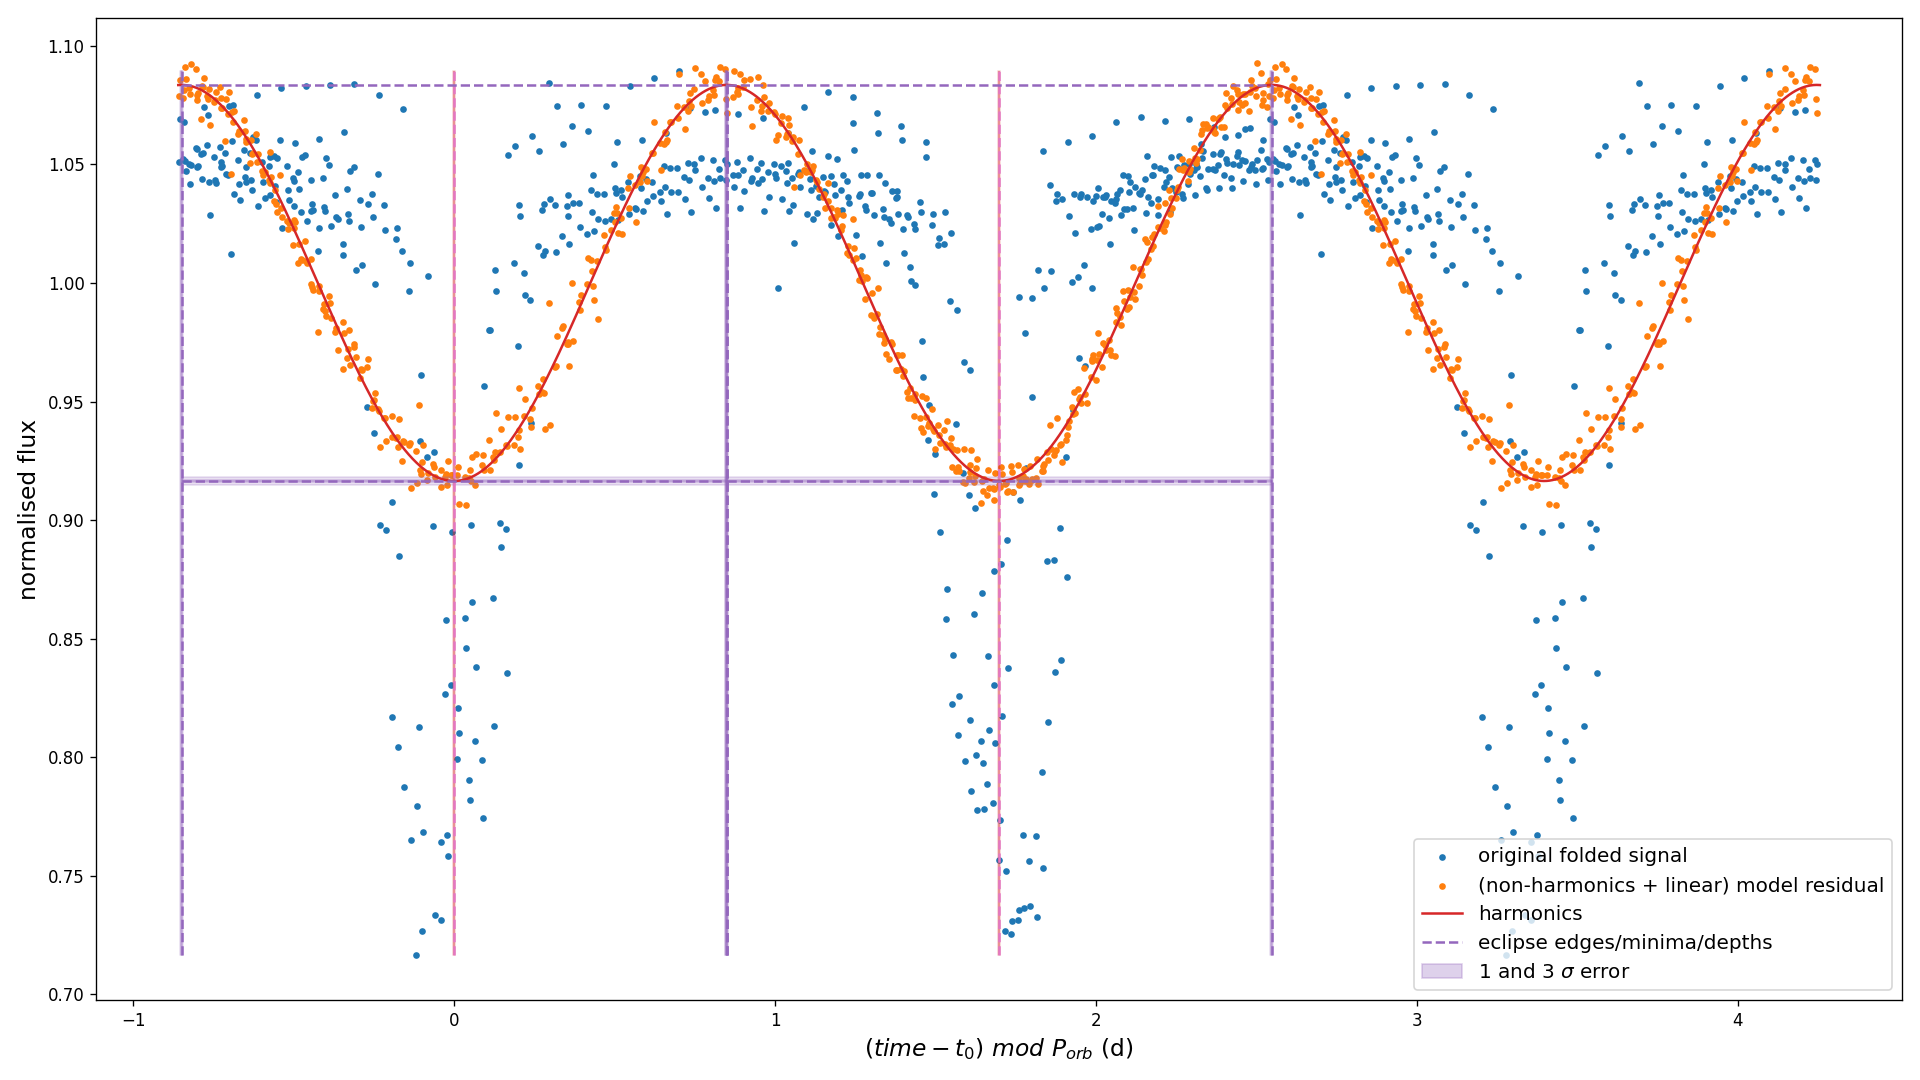 1.10
1.05
1.00
0.95
0.90
0.85
0.80
0.75
0.70
normalised flux
original folded signal
(non-harmonics + linear) model residual
harmonics
eclipse edges/minima/depths
1 and 3 σ error
−1 0 1 2 3 4
(time − t₀) mod P_orb (d)